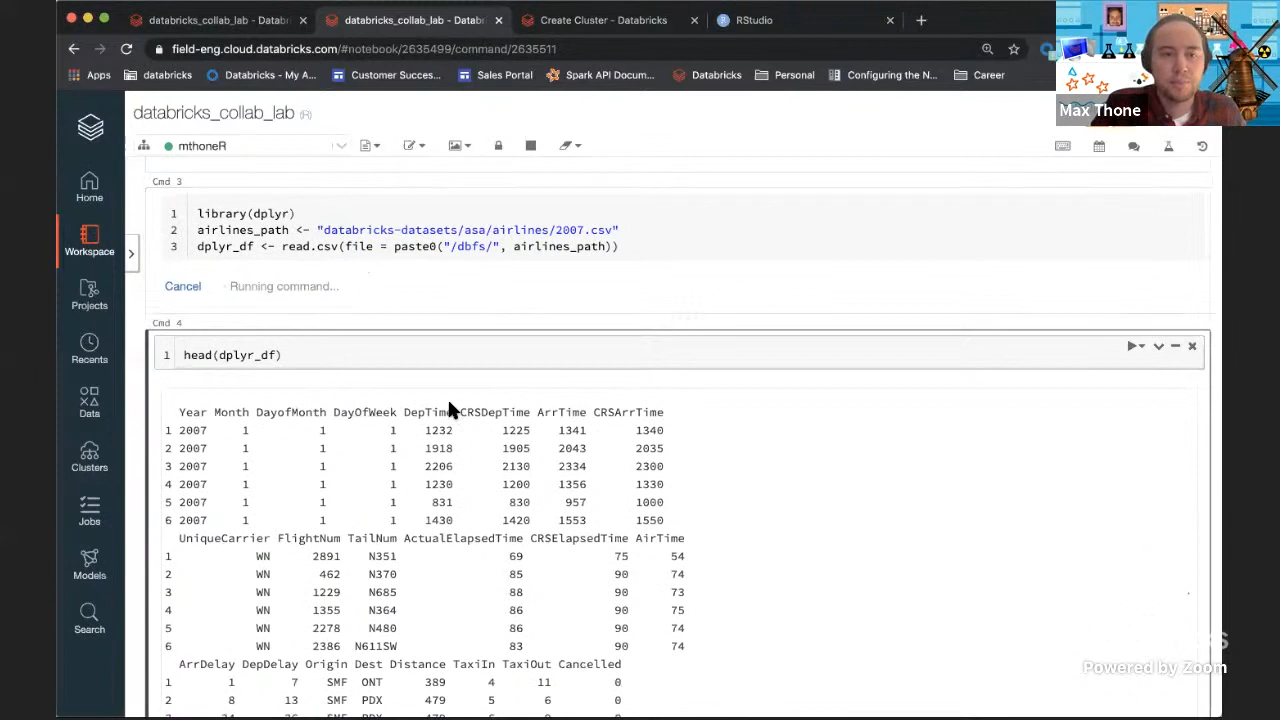 databricks_collab_lab - Databri
databricks_collab_lab - Databr
Create Cluster - Databricks
RStudio
field-eng.cloud.databricks.com/#notebook/2635499/command/2635511
Apps
databricks
Databricks - My A...
Customer Succes...
Sales Portal
Spark API Docum...
Databricks
Personal
Configuring the N...
Career
Max Thone
databricks_collab_lab (R)
mthoneR
Home
Workspace
Projects
Recents
Data
Clusters
Jobs
Models
Search
Cmd 3
1 library(dplyr)
2 airlines_path <- "databricks-datasets/asa/airlines/2007.csv"
3 dplyr_df <- read.csv(file = paste0("/dbfs/", airlines_path))
Cancel Running command...
Cmd 4
1 head(dplyr_df)
Year Month DayofMonth DayOfWeek DepTime CRSDepTime ArrTime CRSArrTime
1 2007 1 1 1 1232 1225 1341 1340
2 2007 1 1 1 1918 1905 2043 2035
3 2007 1 1 1 2206 2130 2334 2300
4 2007 1 1 1 1230 1200 1356 1330
5 2007 1 1 1 831 830 957 1000
6 2007 1 1 1 1430 1420 1553 1550
UniqueCarrier FlightNum TailNum ActualElapsedTime CRSElapsedTime AirTime
1 WN 2891 N351 69 75 54
2 WN 462 N370 85 90 74
3 WN 1229 N685 88 90 73
4 WN 1355 N364 86 90 75
5 WN 2278 N480 86 90 74
6 WN 2386 N611SW 83 90 74
ArrDelay DepDelay Origin Dest Distance TaxiIn TaxiOut Cancelled
1 1 7 SMF ONT 389 4 11 0
2 8 13 SMF PDX 479 5 6 0
Powered by Zoom